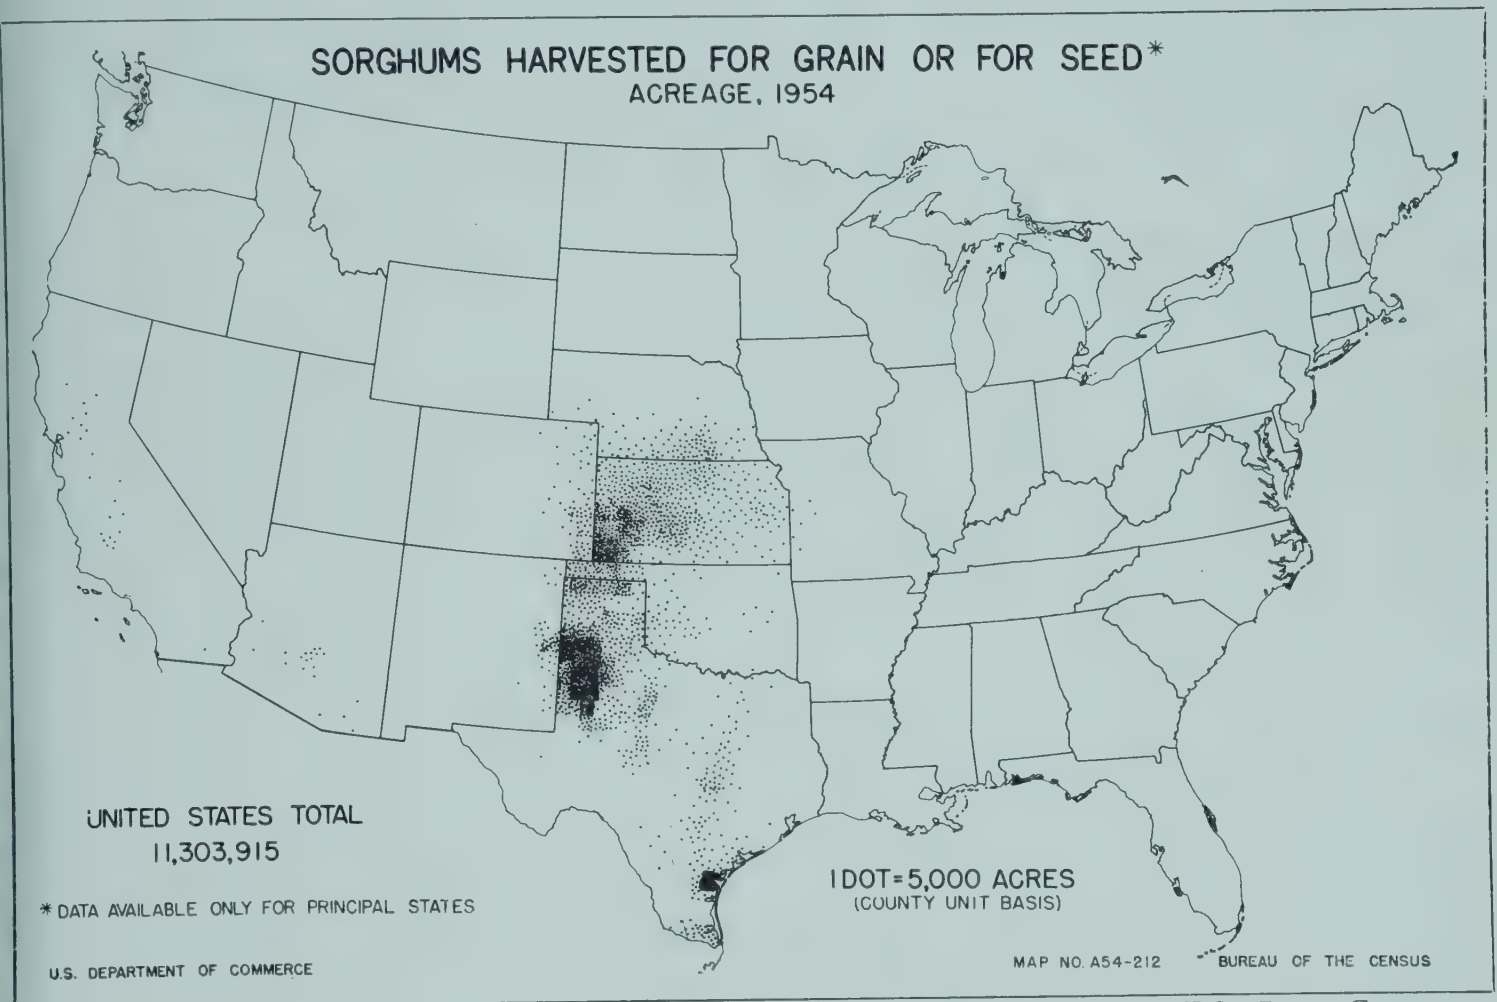 SORGHUMS HARVESTED FOR GRAIN OR FOR SEED*
ACREAGE, 1954
UNITED STATES TOTAL
11,303,915
1 DOT=5,000 ACRES
(COUNTY UNIT BASIS)
*DATA AVAILABLE ONLY FOR PRINCIPAL STATES
U.S. DEPARTMENT OF COMMERCE
MAP NO. A54-212
BUREAU OF THE CENSUS